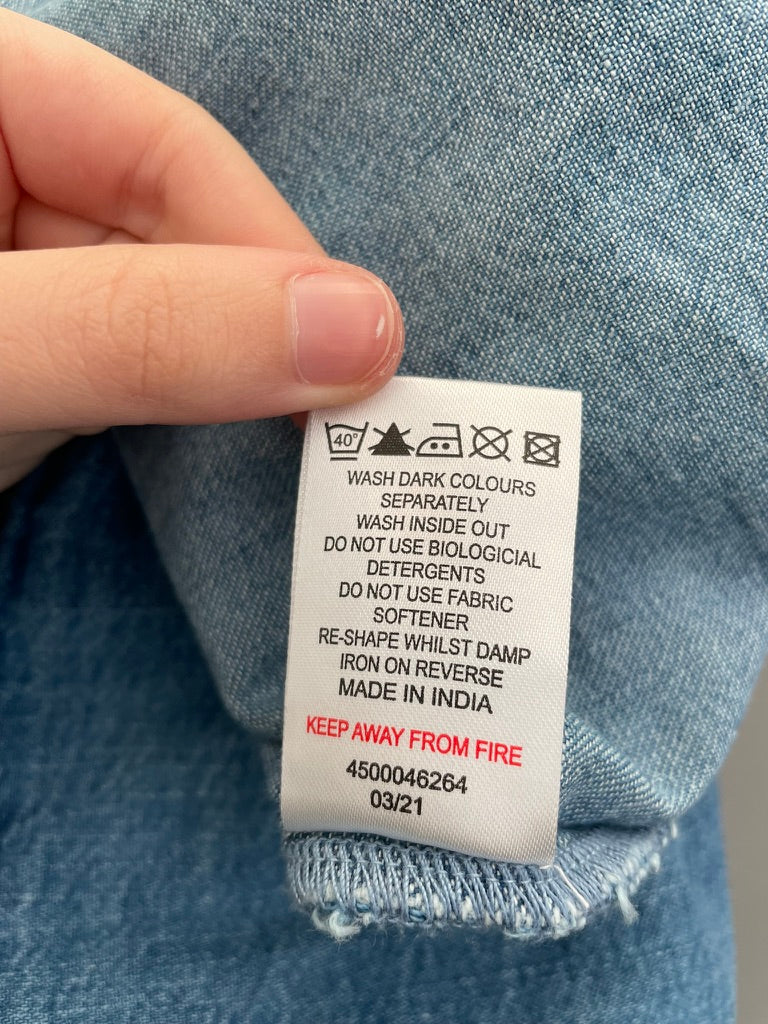 40°
WASH DARK COLOURS
SEPARATELY
WASH INSIDE OUT
DO NOT USE BIOLOGICIAL
DETERGENTS
DO NOT USE FABRIC
SOFTENER
RE-SHAPE WHILST DAMP
IRON ON REVERSE
MADE IN INDIA
KEEP AWAY FROM FIRE
4500046264
03/21